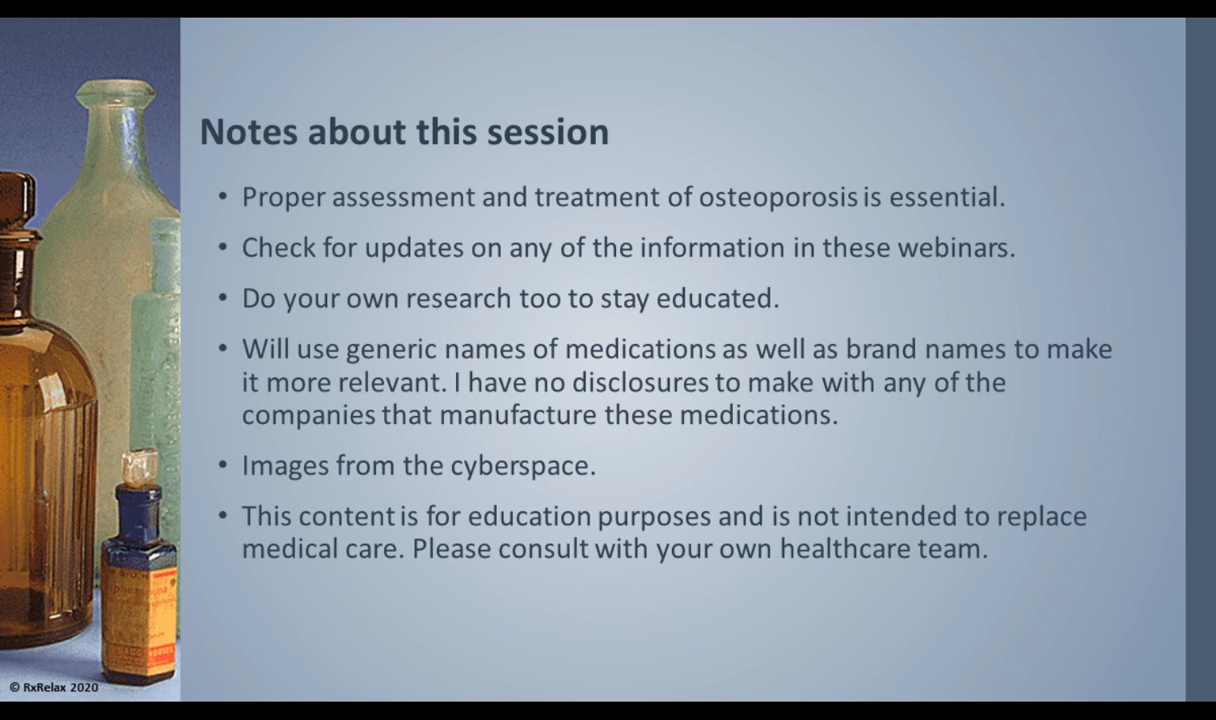 Notes about this session
• Proper assessment and treatment of osteoporosis is essential.
• Check for updates on any of the information in these webinars.
• Do your own research too to stay educated.
• Will use generic names of medications as well as brand names to make
it more relevant. I have no disclosures to make with any of the
companies that manufacture these medications.
• Images from the cyberspace.
• This content is for education purposes and is not intended to replace
medical care. Please consult with your own healthcare team.
© RxRelax 2020